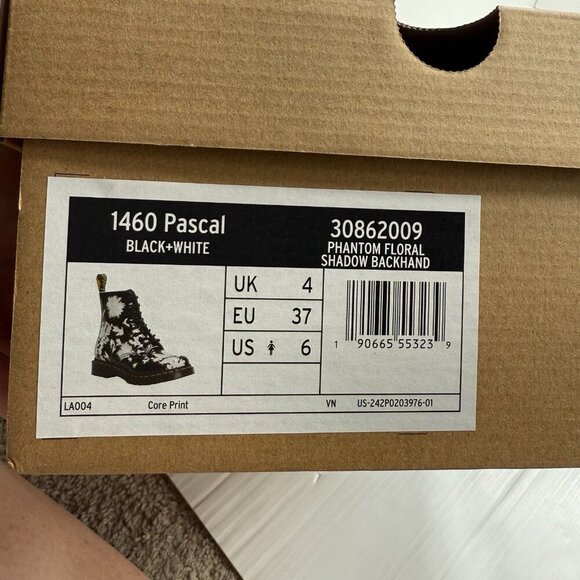 1460 Pascal
BLACK+WHITE
30862009
PHANTOM FLORAL
SHADOW BACKHAND
UK 4
EU 37
US 6
1 90665 55323 9
LA004 Core Print VN US-242P0203976-01